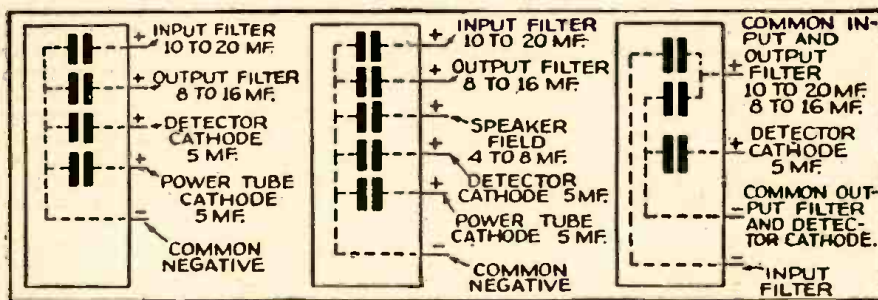 + INPUT FILTER
10 TO 20 MF.
+ OUTPUT FILTER
8 TO 16 MF.
+ DETECTOR
CATHODE
5 MF.
+ POWER TUBE
CATHODE
5 MF.
− COMMON
NEGATIVE
+ INPUT FILTER
10 TO 20 MF.
+ OUTPUT FILTER
8 TO 16 MF.
+ SPEAKER
FIELD
4 TO 8 MF.
+ DETECTOR
CATHODE 5MF.
+ POWER TUBE
CATHODE 5 MF.
− COMMON
NEGATIVE
COMMON IN-
PUT AND
+ OUTPUT
FILTER
10 TO 20 MF.
8 TO 16 MF.
+ DETECTOR
CATHODE
5 MF.
− COMMON OUT-
PUT FILTER
AND DETEC-
TOR CATHODE.
− INPUT
FILTER